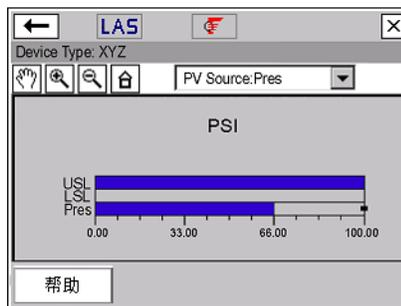 LAS
Device Type: XYZ
PV Source:Pres
PSI
USL
LSL
Pres
0.00 33.00 66.00 100.00
帮助